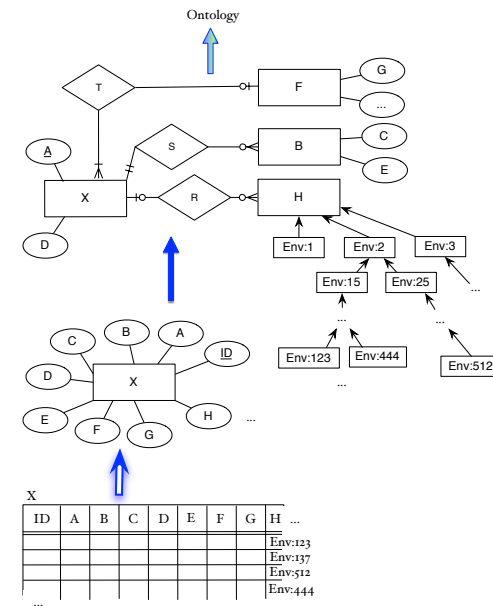 Ontology
T
F
G
...
A
S
B
C
E
X
R
H
D
Env:1
Env:2
Env:3
Env:15
Env:25
...
...
...
Env:123
Env:444
Env:512
...
C
B
A
ID
D
X
E
F
G
H
...
X
ID A B C D E F G H ...
Env:123
Env:137
Env:512
Env:444
...